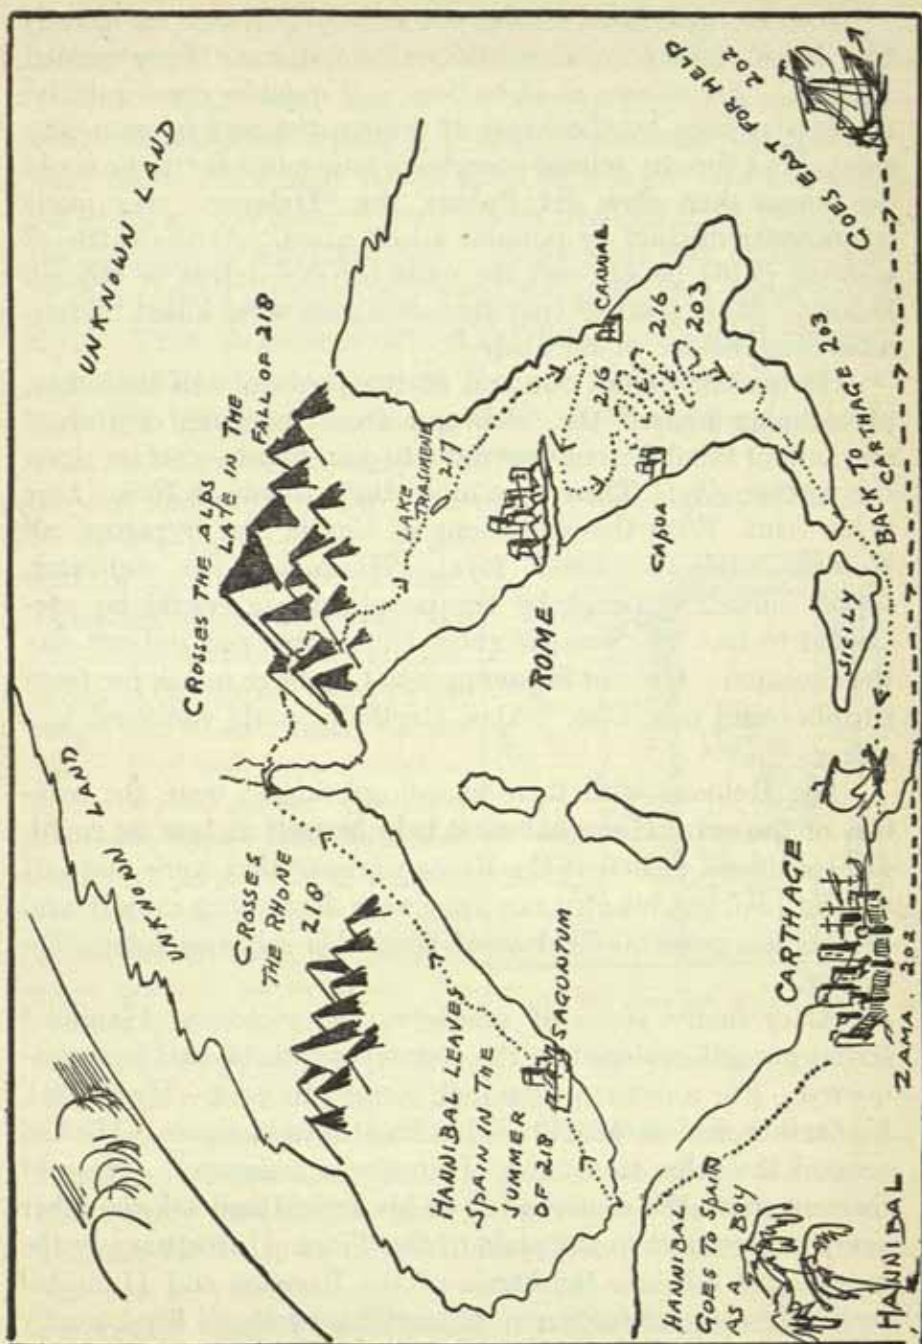 UNKNOWN LAND
UNKNOWN LAND
CROSSES THE ALPS
LATE IN THE
FALL OF 218
CROSSES
THE RHONE
218
HANNIBAL LEAVES
SPAIN IN THE
SUMMER
OF 218
SAGUNTUM
LAKE
TRASIMENE
217
ROME
CANNAE
216
216
203
CAPUA
SICILY
BACK TO
CARTHAGE
203
GOES EAST FOR HELP
202
CARTHAGE
ZAMA. 202
HANNIBAL
GOES TO SPAIN
AS A BOY
HANNIBAL